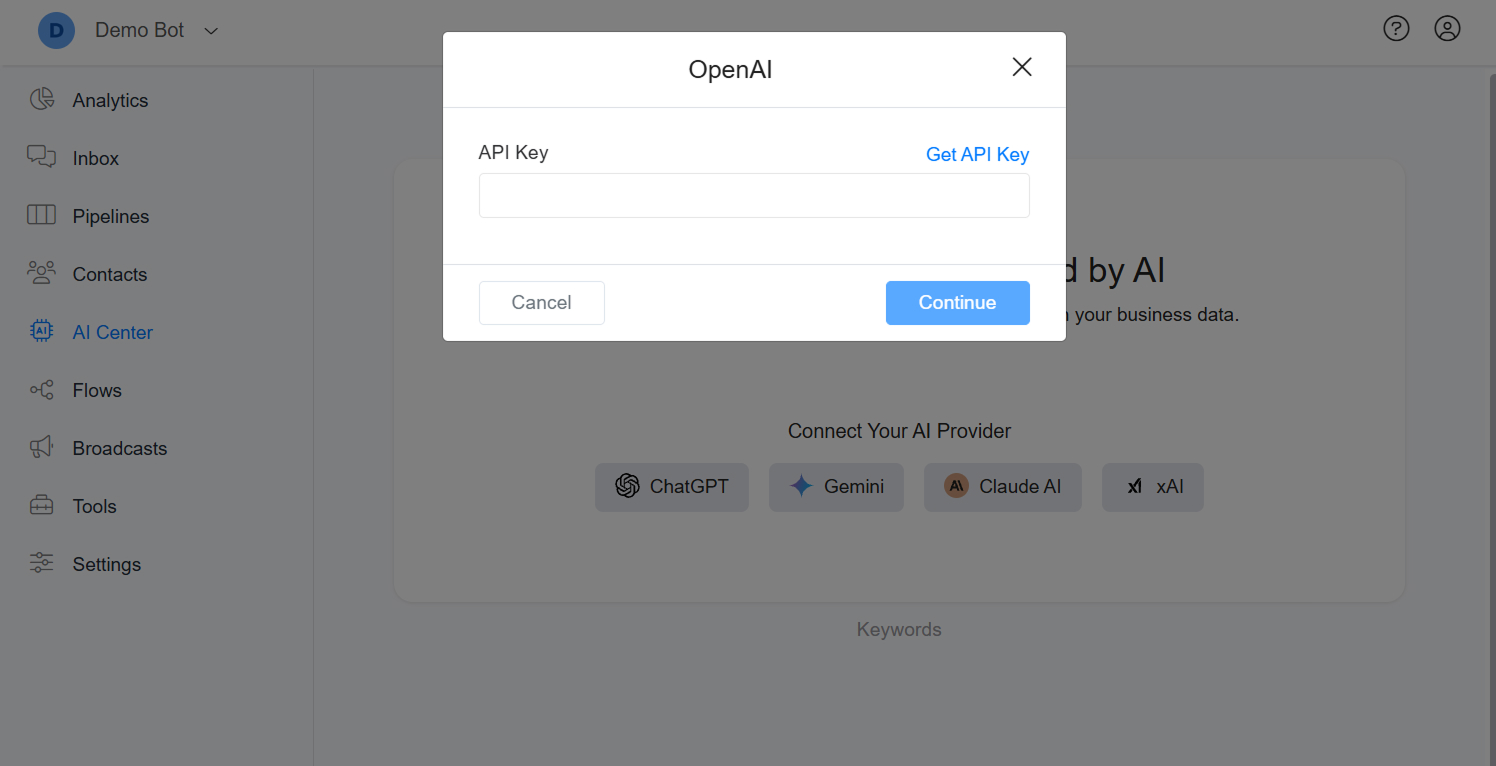 D Demo Bot
Analytics
Inbox
Pipelines
Contacts
AI AI Center
Flows
Broadcasts
Tools
Settings
OpenAI
API Key Get API Key
Cancel Continue
by AI
your business data.
Connect Your AI Provider
ChatGPT Gemini Claude AI xAI
Keywords